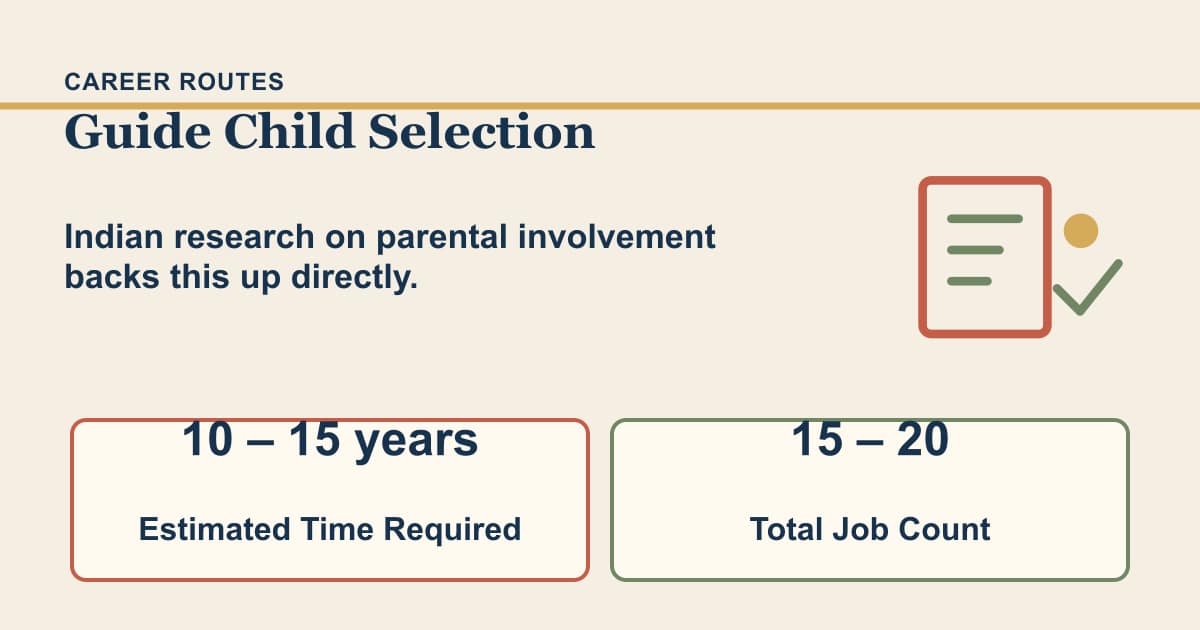 CAREER ROUTES
Guide Child Selection
Indian research on parental involvement
backs this up directly.
10 – 15 years
Estimated Time Required
15 – 20
Total Job Count